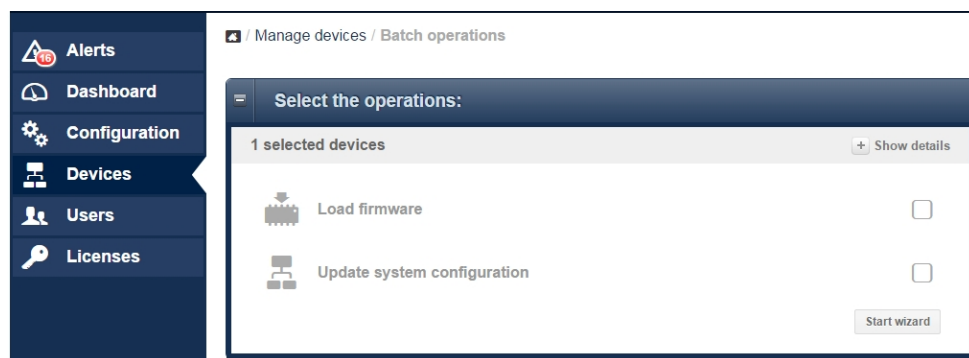 / Manage devices / Batch operations
16
Alerts
Dashboard
Configuration
Devices
Users
Licenses
Select the operations:
1 selected devices
+ Show details
Load firmware
Update system configuration
Start wizard